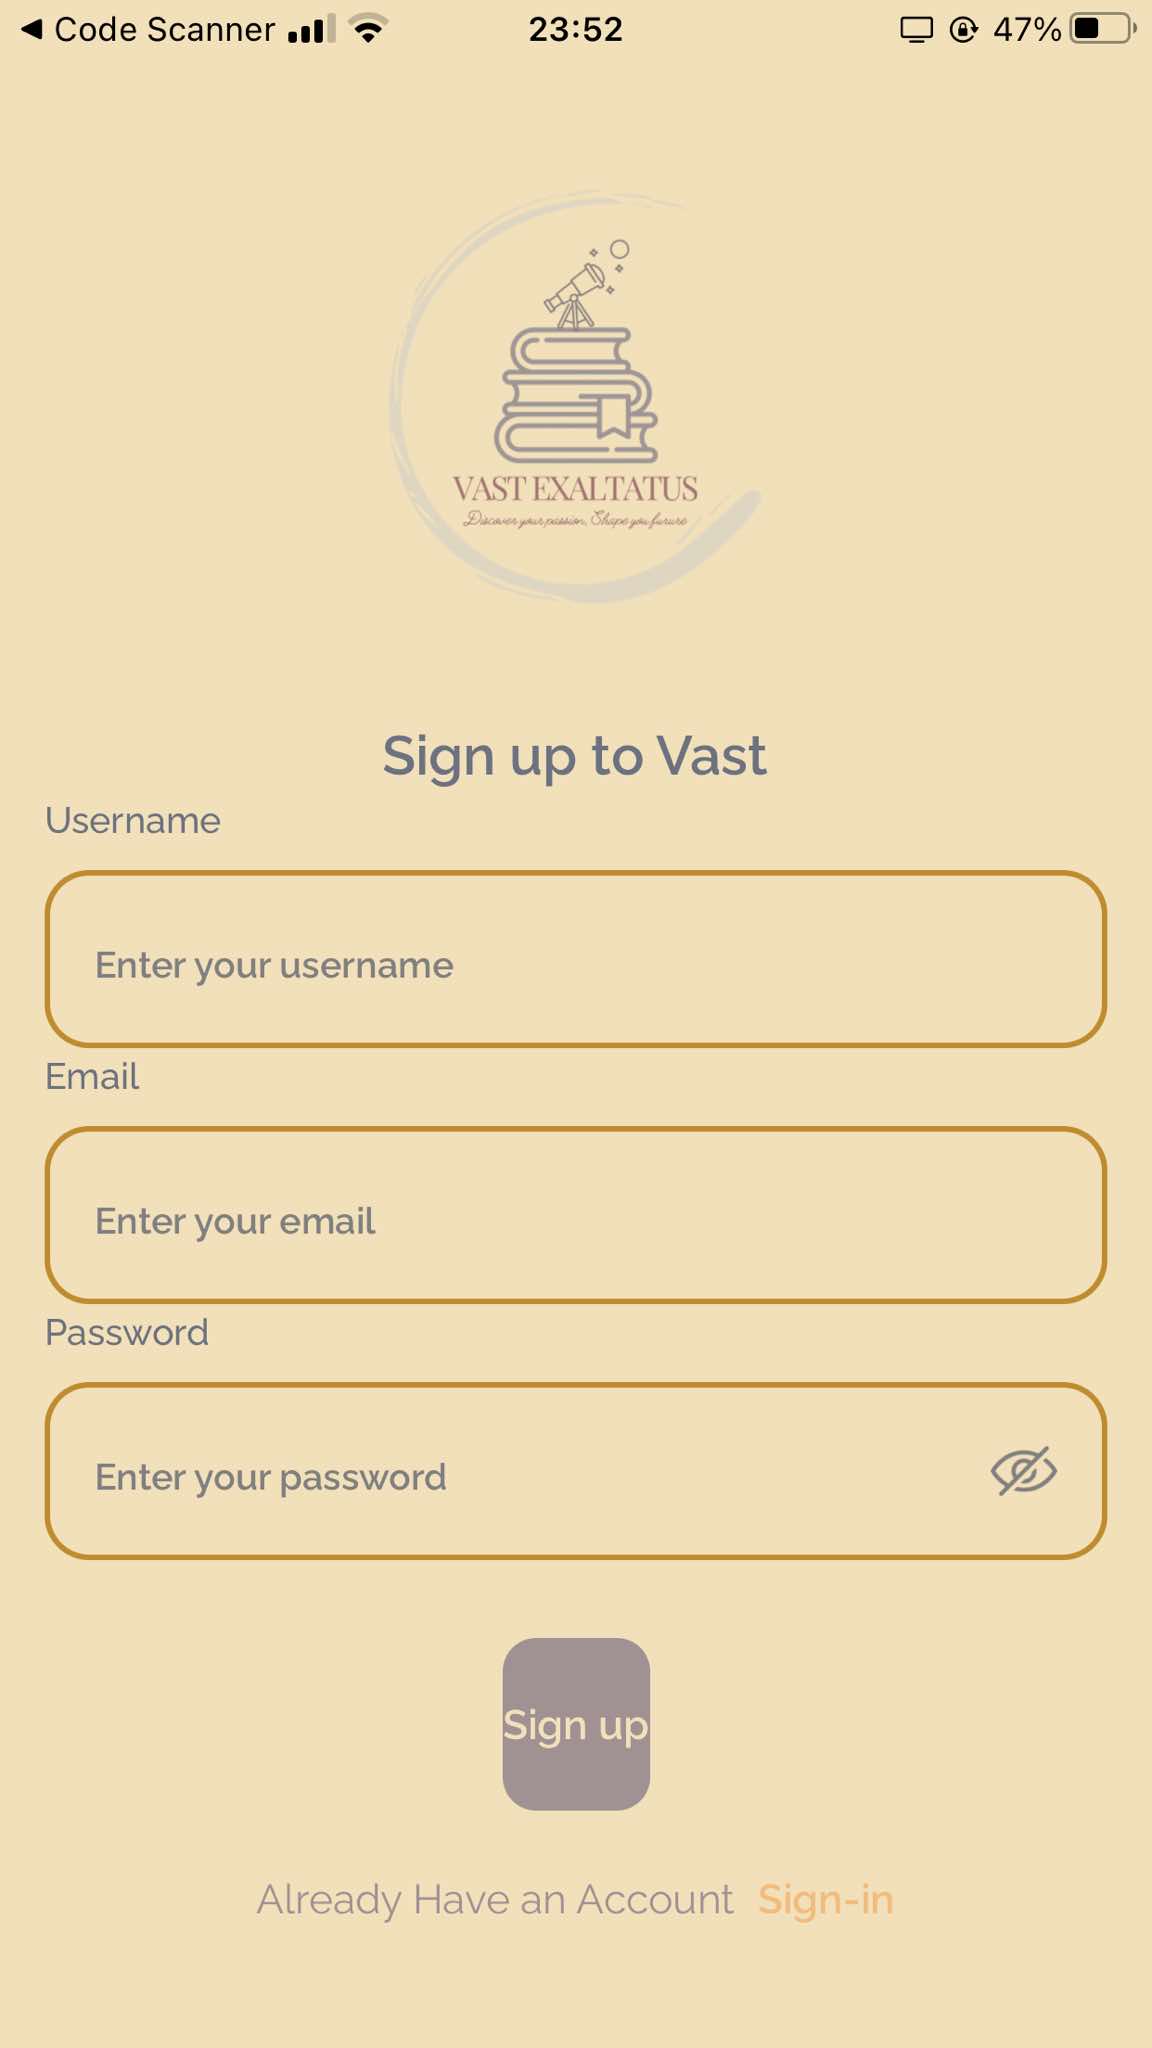 Code Scanner 23:52 47%
VAST EXALTATUS
Discover your passion, Shape you furure
Sign up to Vast
Username
Enter your username
Email
Enter your email
Password
Enter your password
Sign up
Already Have an Account Sign-in